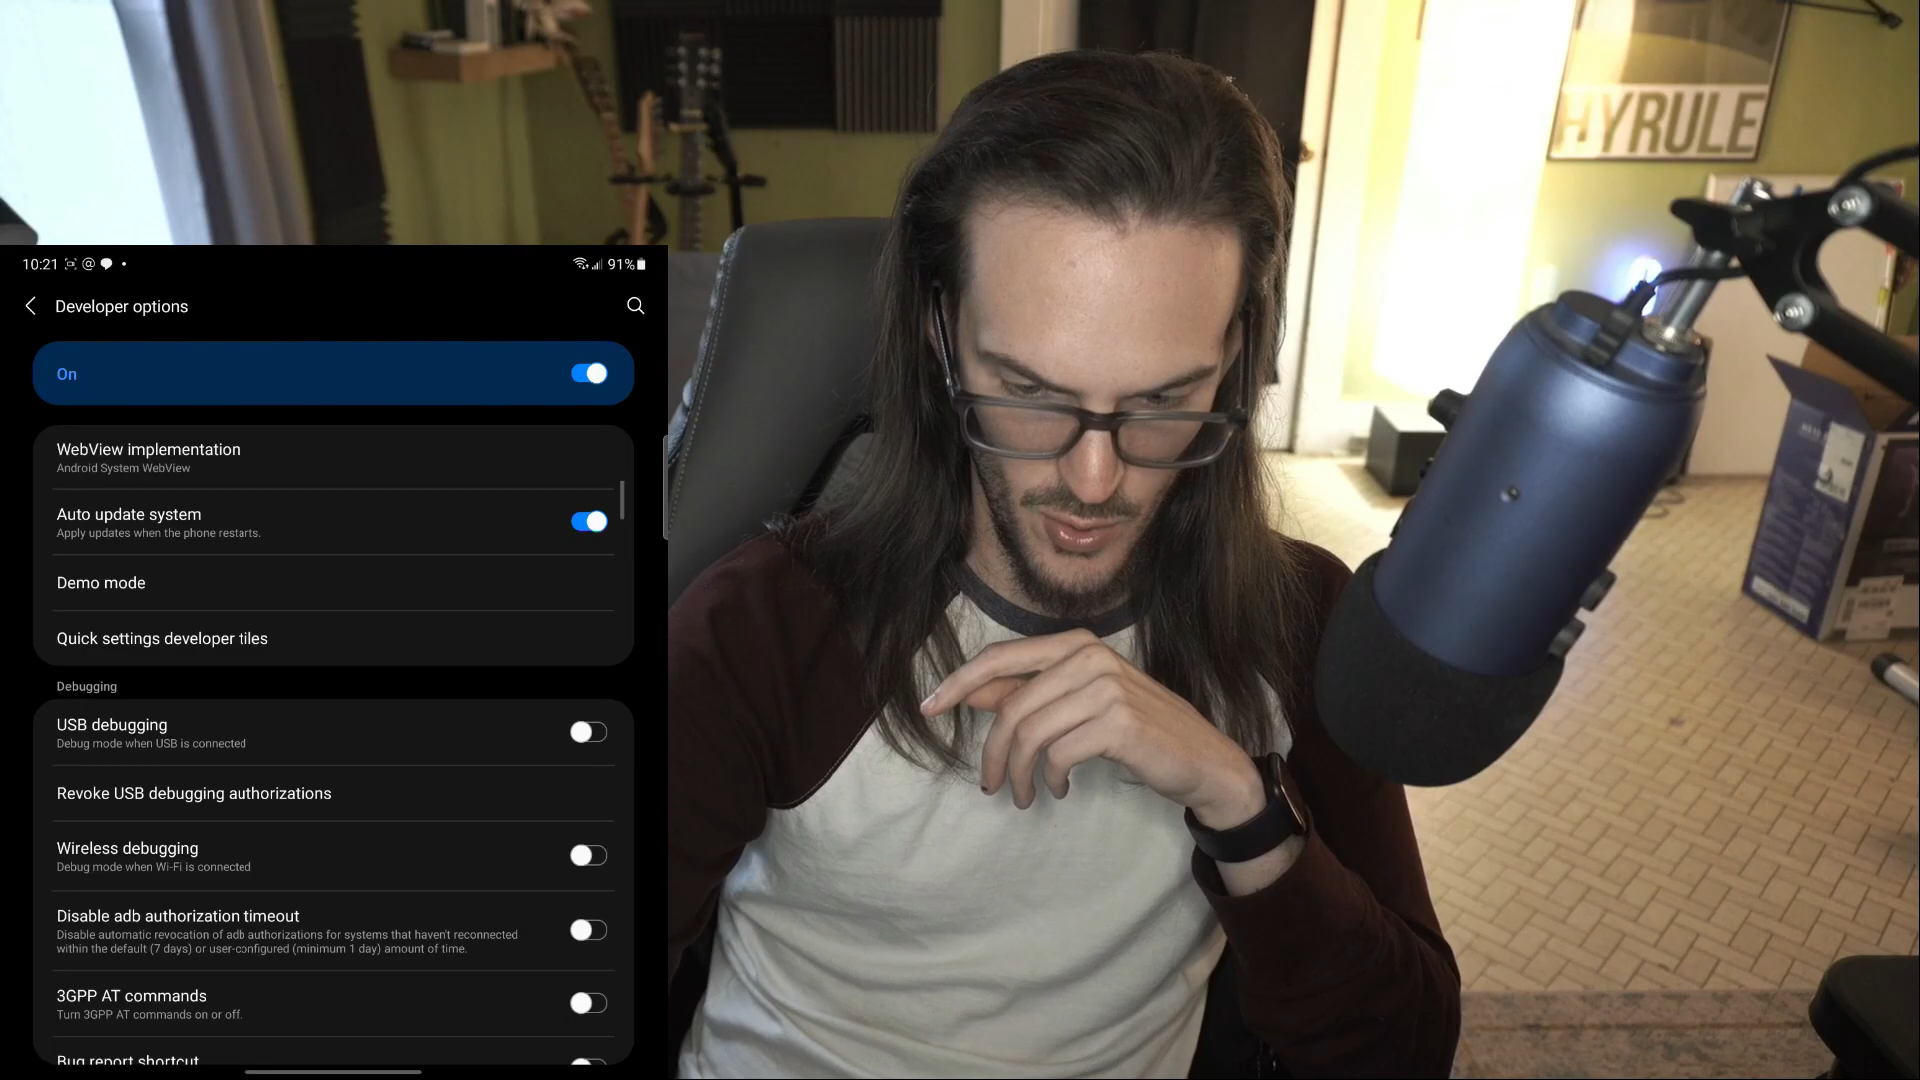 HYRULE
10:21 @ 91%
Developer options
On
WebView implementation
Android System WebView
Auto update system
Apply updates when the phone restarts.
Demo mode
Quick settings developer tiles
Debugging
USB debugging
Debug mode when USB is connected
Revoke USB debugging authorizations
Wireless debugging
Debug mode when Wi-Fi is connected
Disable adb authorization timeout
Disable automatic revocation of adb authorizations for systems that haven't reconnected
within the default (7 days) or user-configured (minimum 1 day) amount of time.
3GPP AT commands
Turn 3GPP AT commands on or off.
Bug report shortcut